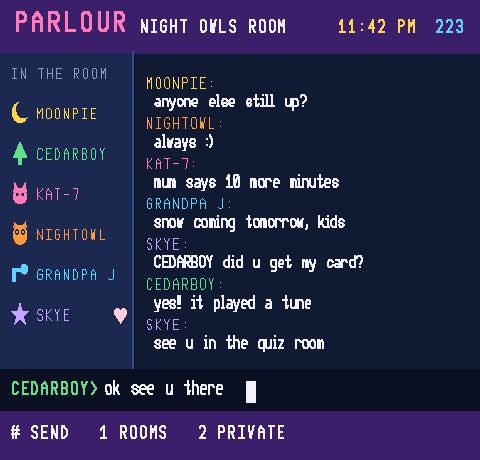 PARLOUR NIGHT OWLS ROOM 11:42 PM 223
IN THE ROOM
MOONPIE
CEDARBOY
KAT-7
NIGHTOWL
GRANDPA J
SKYE
MOONPIE:
anyone else still up?
NIGHTOWL:
always :)
KAT-7:
mum says 10 more minutes
GRANDPA J:
snow coming tomorrow, kids
SKYE:
CEDARBOY did u get my card?
CEDARBOY:
yes! it played a tune
SKYE:
see u in the quiz room
CEDARBOY> ok see u there
# SEND 1 ROOMS 2 PRIVATE